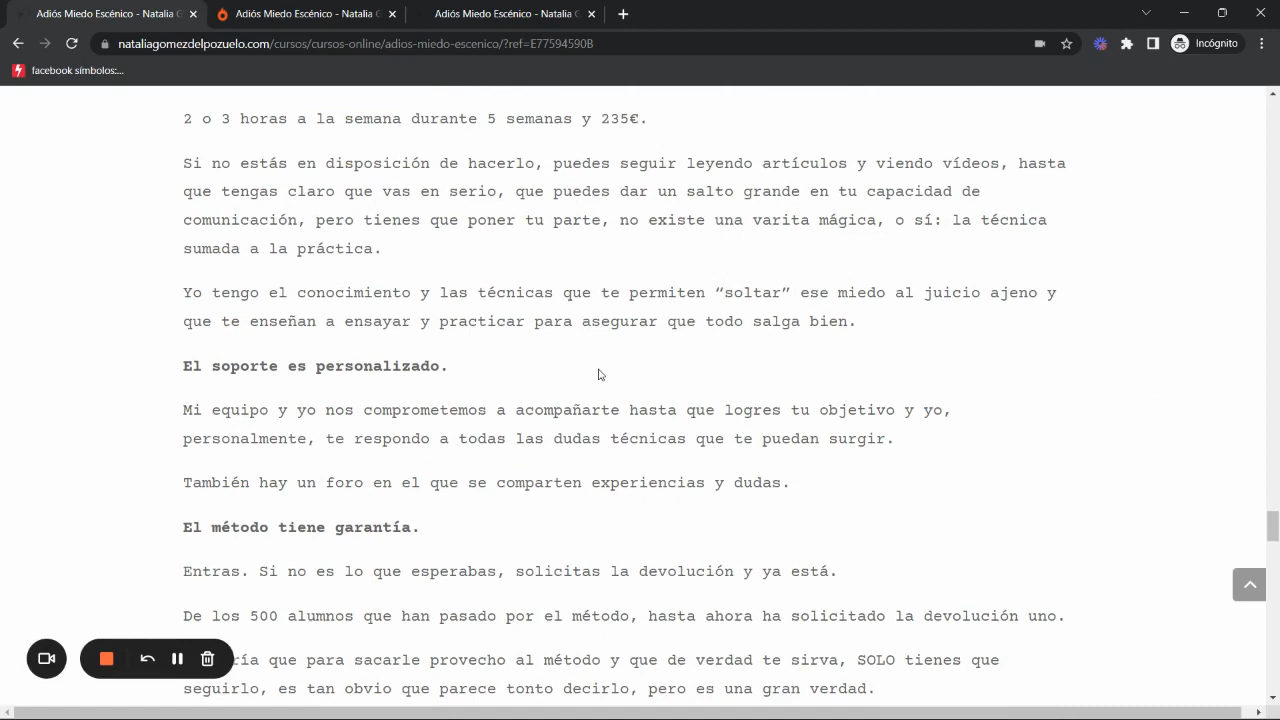 Adiós Miedo Escénico - Natalia G
Adiós Miedo Escénico - Natalia G
Adiós Miedo Escénico - Natalia G
nataliagomezdelpozuelo.com/cursos/cursos-online/adios-miedo-escenico/?ref=E77594590B
Incógnito
facebook símbolos:...
2 o 3 horas a la semana durante 5 semanas y 235€.
Si no estás en disposición de hacerlo, puedes seguir leyendo artículos y viendo vídeos, hasta
que tengas claro que vas en serio, que puedes dar un salto grande en tu capacidad de
comunicación, pero tienes que poner tu parte, no existe una varita mágica, o sí: la técnica
sumada a la práctica.
Yo tengo el conocimiento y las técnicas que te permiten “soltar” ese miedo al juicio ajeno y
que te enseñan a ensayar y practicar para asegurar que todo salga bien.
El soporte es personalizado.
Mi equipo y yo nos comprometemos a acompañarte hasta que logres tu objetivo y yo,
personalmente, te respondo a todas las dudas técnicas que te puedan surgir.
También hay un foro en el que se comparten experiencias y dudas.
El método tiene garantía.
Entras. Si no es lo que esperabas, solicitas la devolución y ya está.
De los 500 alumnos que han pasado por el método, hasta ahora ha solicitado la devolución uno.
ría que para sacarle provecho al método y que de verdad te sirva, SOLO tienes que
seguirlo, es tan obvio que parece tonto decirlo, pero es una gran verdad.